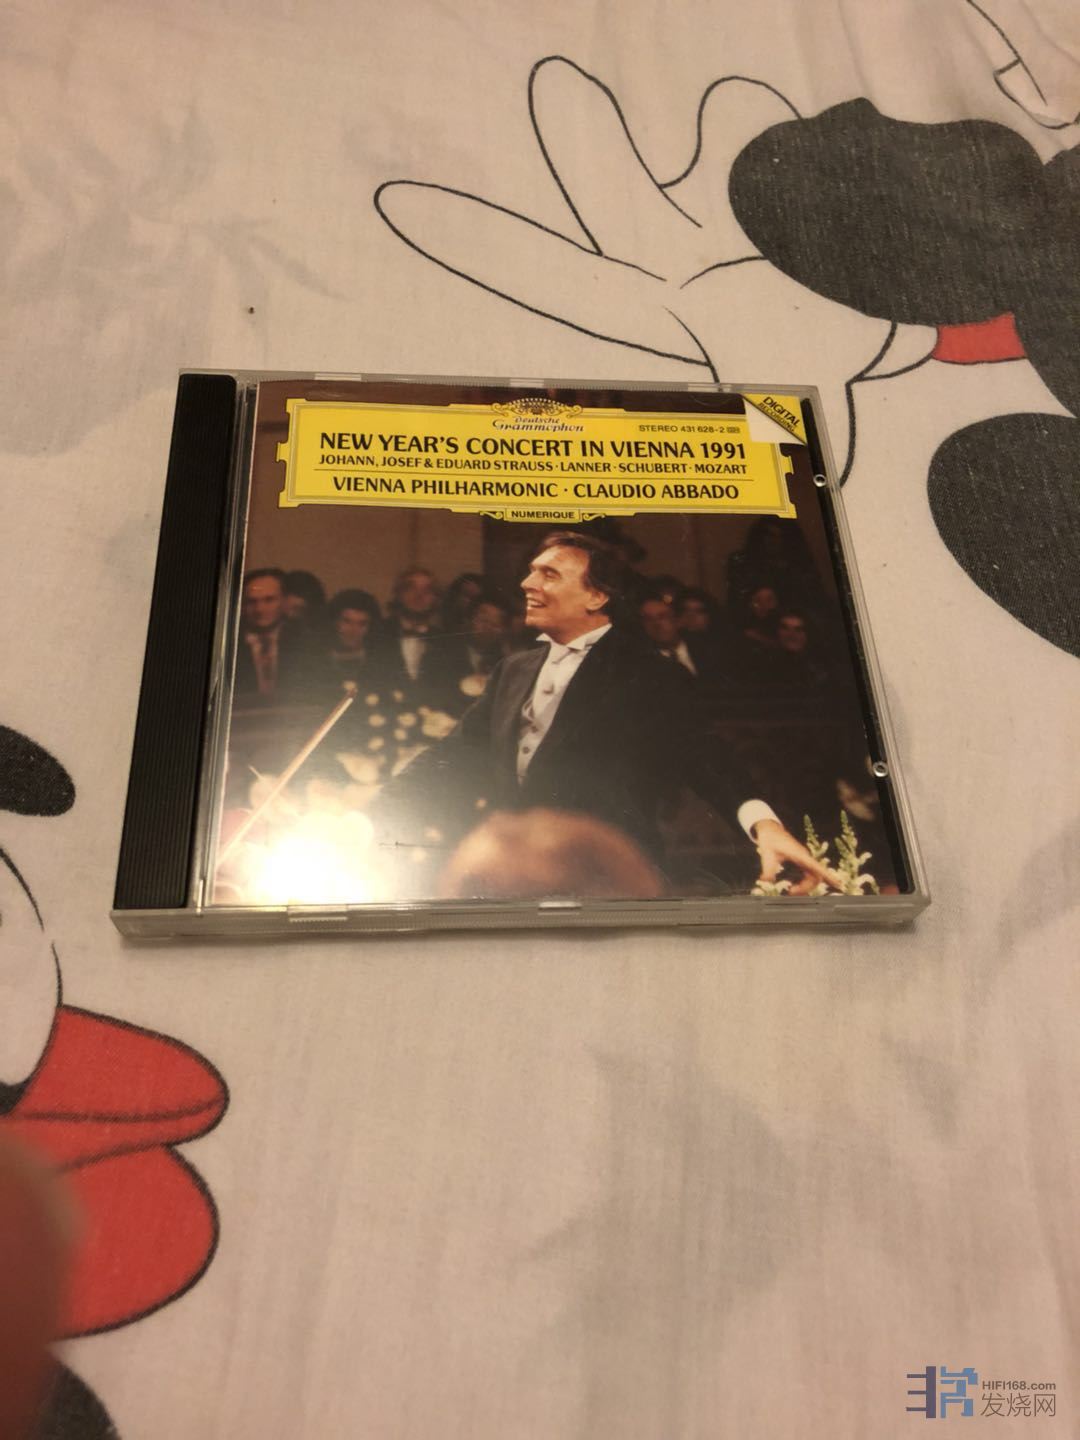 Deutsche
Grammophon
STEREO 431 628-2
DIGITAL
RECORDING
NEW YEAR'S CONCERT IN VIENNA 1991
JOHANN, JOSEF & EDUARD STRAUSS · LANNER · SCHUBERT · MOZART
VIENNA PHILHARMONIC · CLAUDIO ABBADO
NUMERIQUE
HIFI168.com
发烧网